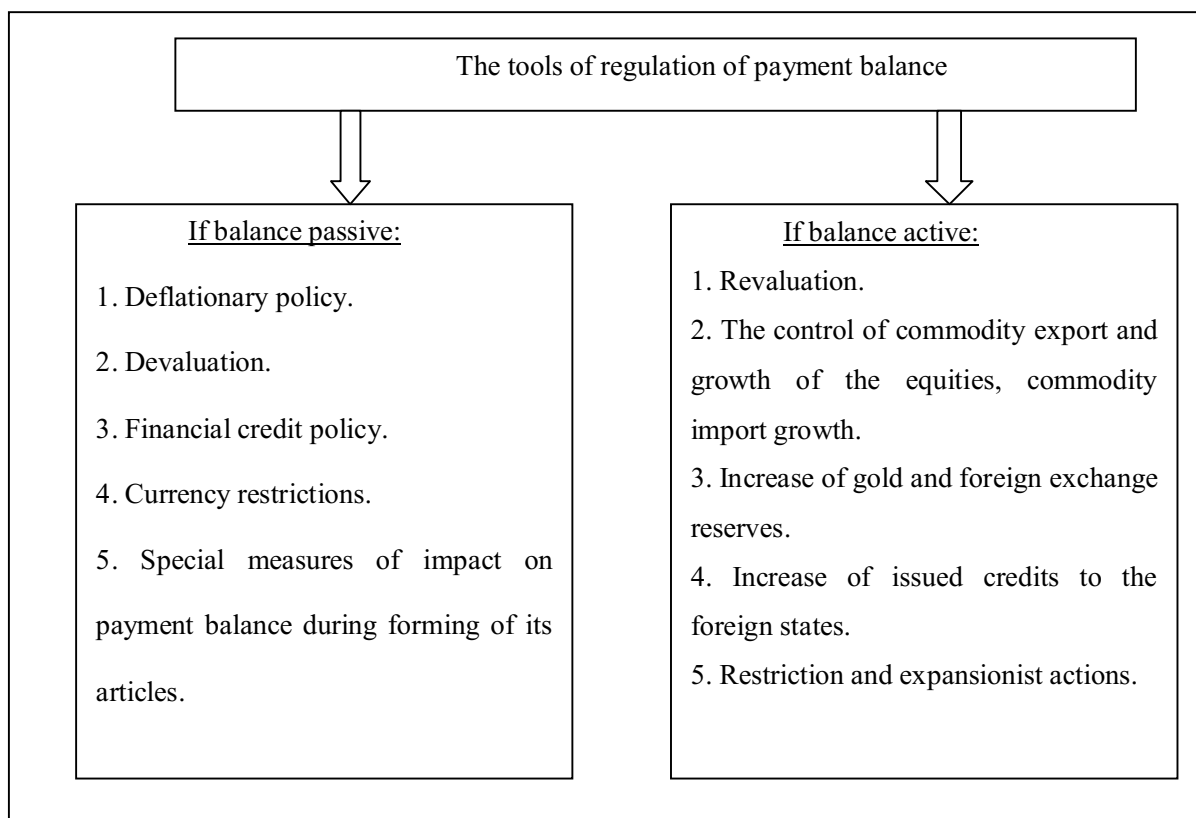 The tools of regulation of payment balance
If balance passive:
1. Deflationary policy.
2. Devaluation.
3. Financial credit policy.
4. Currency restrictions.
5. Special measures of impact on
payment balance during forming of its
articles.
If balance active:
1. Revaluation.
2. The control of commodity export and
growth of the equities, commodity
import growth.
3. Increase of gold and foreign exchange
reserves.
4. Increase of issued credits to the
foreign states.
5. Restriction and expansionist actions.